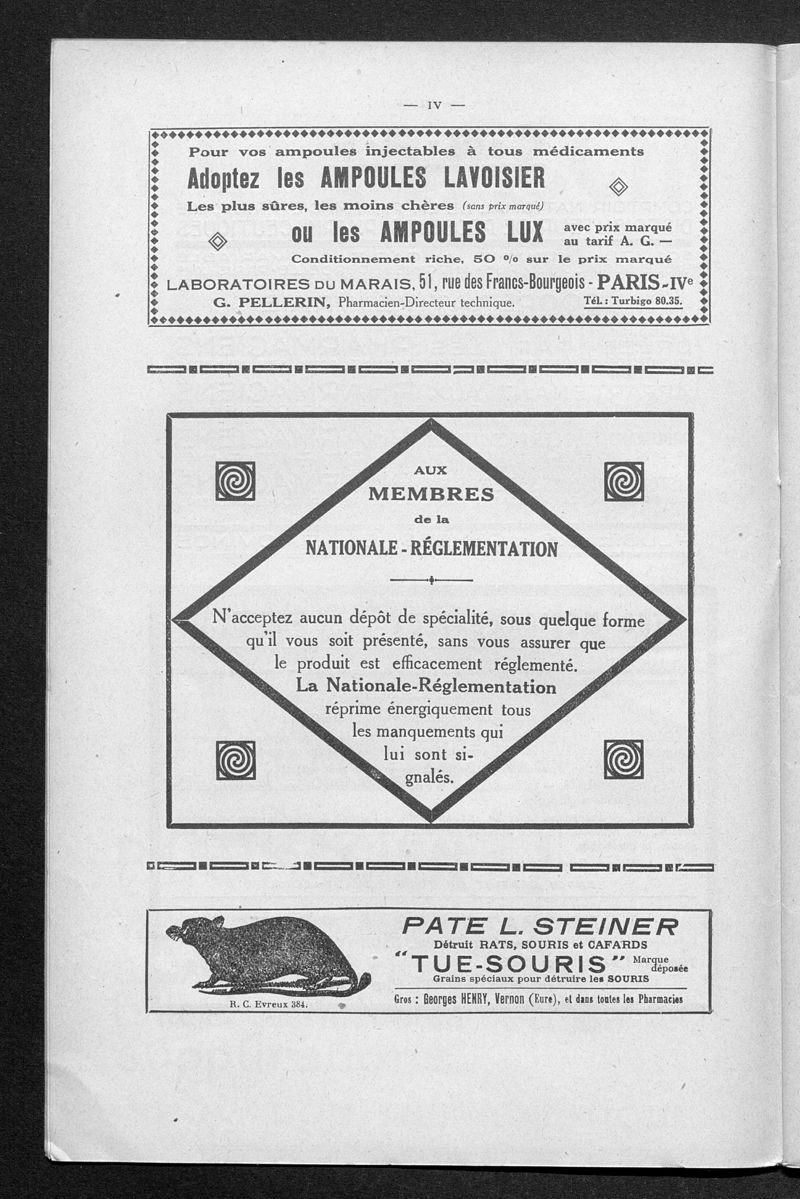 — IV —
Pour vos ampoules injectables à tous médicaments
Adoptez les AMPOULES LAVOISIER
Les plus sûres, les moins chères (sans prix marqué)
ou les AMPOULES LUX avec prix marqué
au tarif A. G. —
Conditionnement riche, 50 % sur le prix marqué
LABORATOIRES DU MARAIS, 51, rue des Francs-Bourgeois - PARIS-IVe
G. PELLERIN, Pharmacien-Directeur technique. Tél. : Turbigo 80.35.
AUX
MEMBRES
de la
NATIONALE - RÉGLEMENTATION
N'acceptez aucun dépôt de spécialité, sous quelque forme
qu'il vous soit présenté, sans vous assurer que
le produit est efficacement réglementé.
La Nationale-Réglementation
réprime énergiquement tous
les manquements qui
lui sont si-
gnalés.
PATE L. STEINER
Détruit RATS, SOURIS et CAFARDS
“TUE-SOURIS” Marque
déposée
Grains spéciaux pour détruire les SOURIS
R. C. Evreux 384.
Gros : Georges HENRY, Vernon (Eure), et dans toutes les Pharmacies